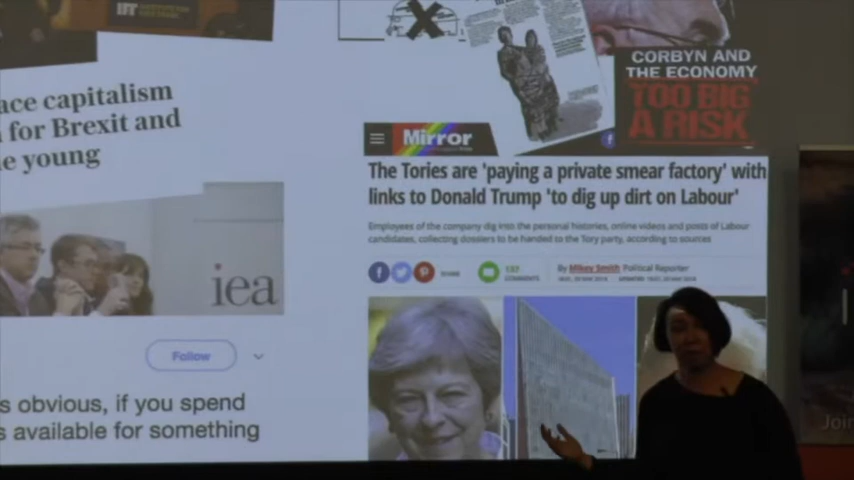 IIT
ace capitalism
for Brexit and
e young
iea
Follow
s obvious, if you spend
s available for something
CORBYN AND
THE ECONOMY
TOO BIG
A RISK
Mirror
The Tories are 'paying a private smear factory' with
links to Donald Trump 'to dig up dirt on Labour'
Employees of the company dig into the personal histories, online videos and posts of Labour
candidates, collecting dossiers to be handed to the Tory party, according to sources
SHARE
COMMENTS
By Mikey Smith Political Reporter
Join